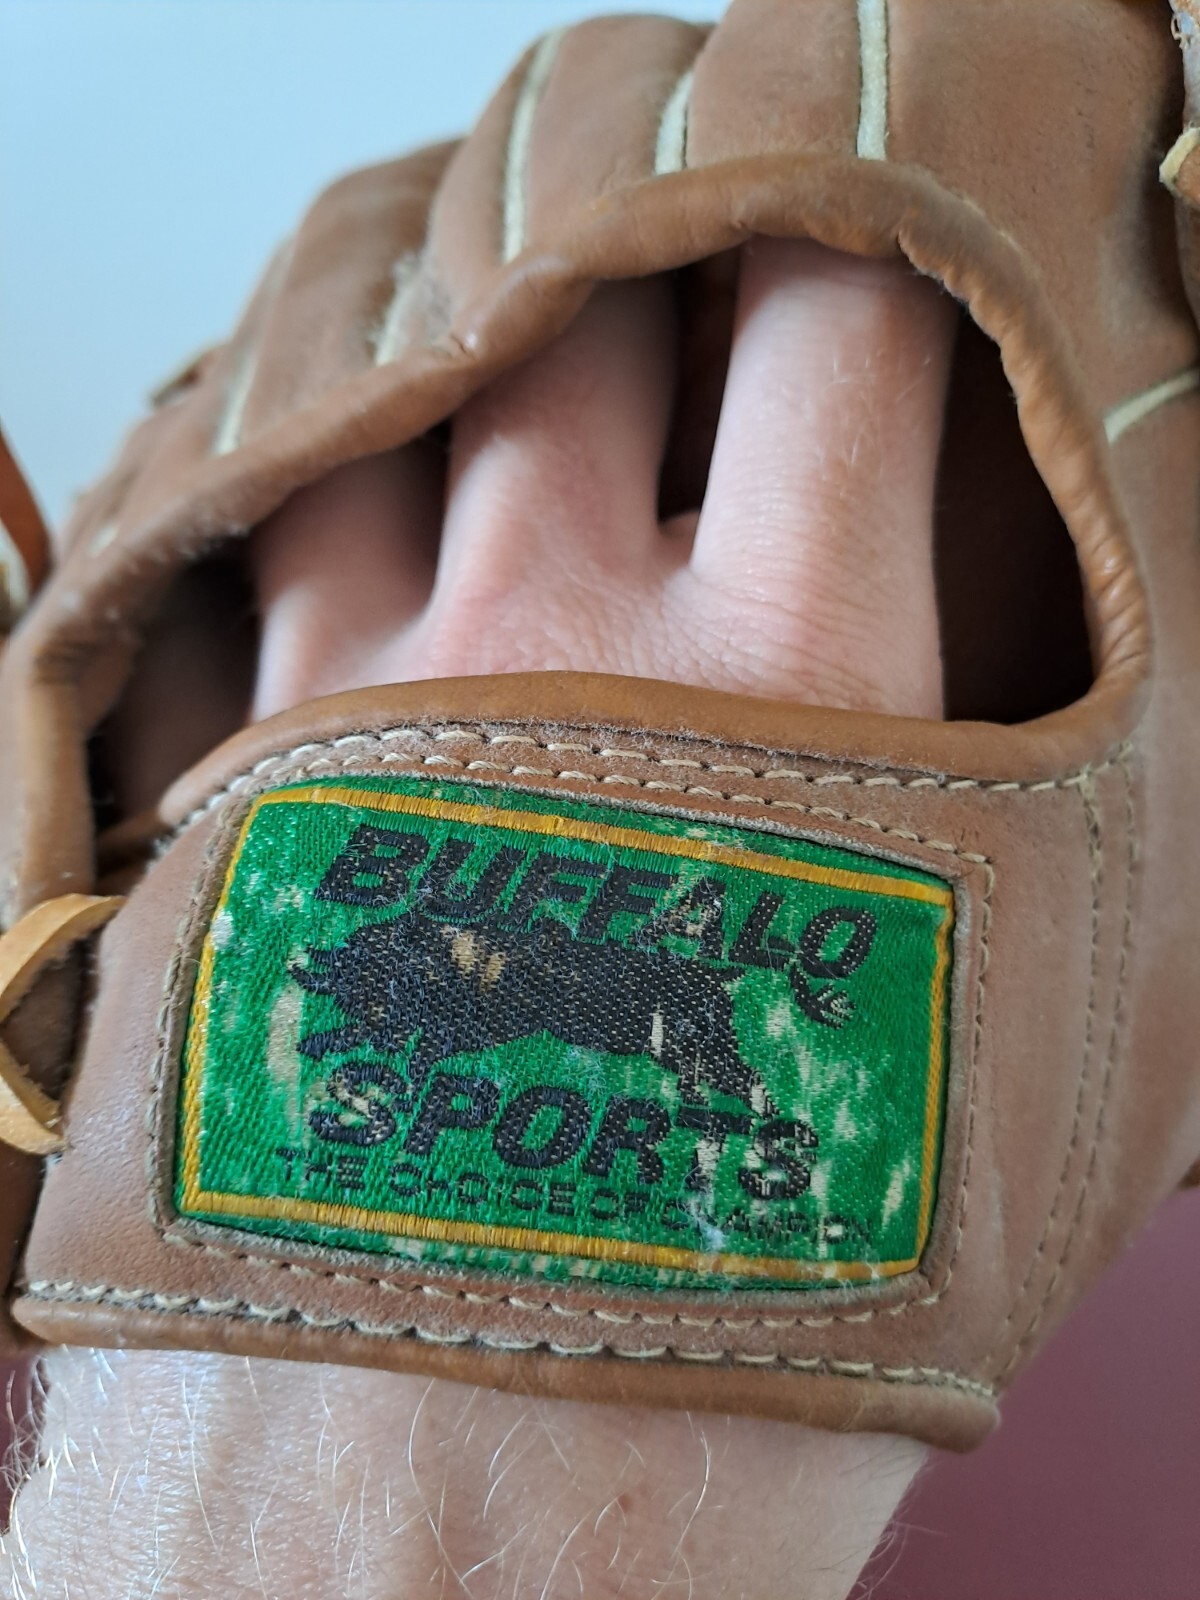 BUFFALO
SPORTS
THE CHOICE OF CHAMPION